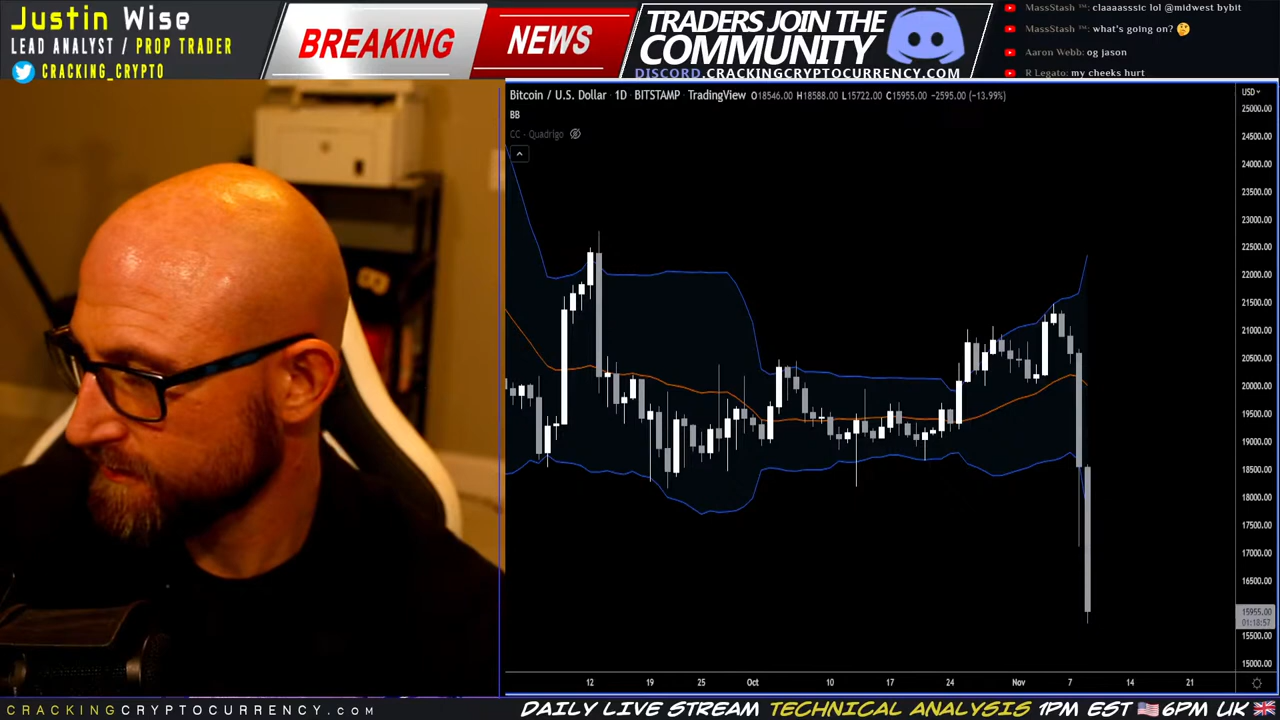 Justin Wise
LEAD ANALYST / PROP TRADER
CRACKING_CRYPTO
BREAKING
NEWS
TRADERS JOIN THE
COMMUNITY
DISCORD.CRACKINGCRYPTOCURRENCY.COM
MassStash ™: claaaasssic lol @midwest bybit
MassStash ™: what's going on? 🤔
Aaron Webb: og jason
R Legato: my cheeks hurt
Bitcoin / U.S. Dollar · 1D · BITSTAMP · TradingView O18546.00 H18588.00 L15722.00 C15955.00 −2595.00 (−13.99%)
BB
CC - Quadrigo
USD
25000.00
24500.00
24000.00
23500.00
23000.00
22500.00
22000.00
21500.00
21000.00
20500.00
20000.00
19500.00
19000.00
18500.00
18000.00
17500.00
17000.00
16500.00
15955.00
01:18:57
15500.00
15000.00
12 19 25 Oct 10 17 24 Nov 7 14 21
CRACKINGCRYPTOCURRENCY.com
DAILY LIVE STREAM TECHNICAL ANALYSIS 1PM EST 🇺🇸 6PM UK 🇬🇧